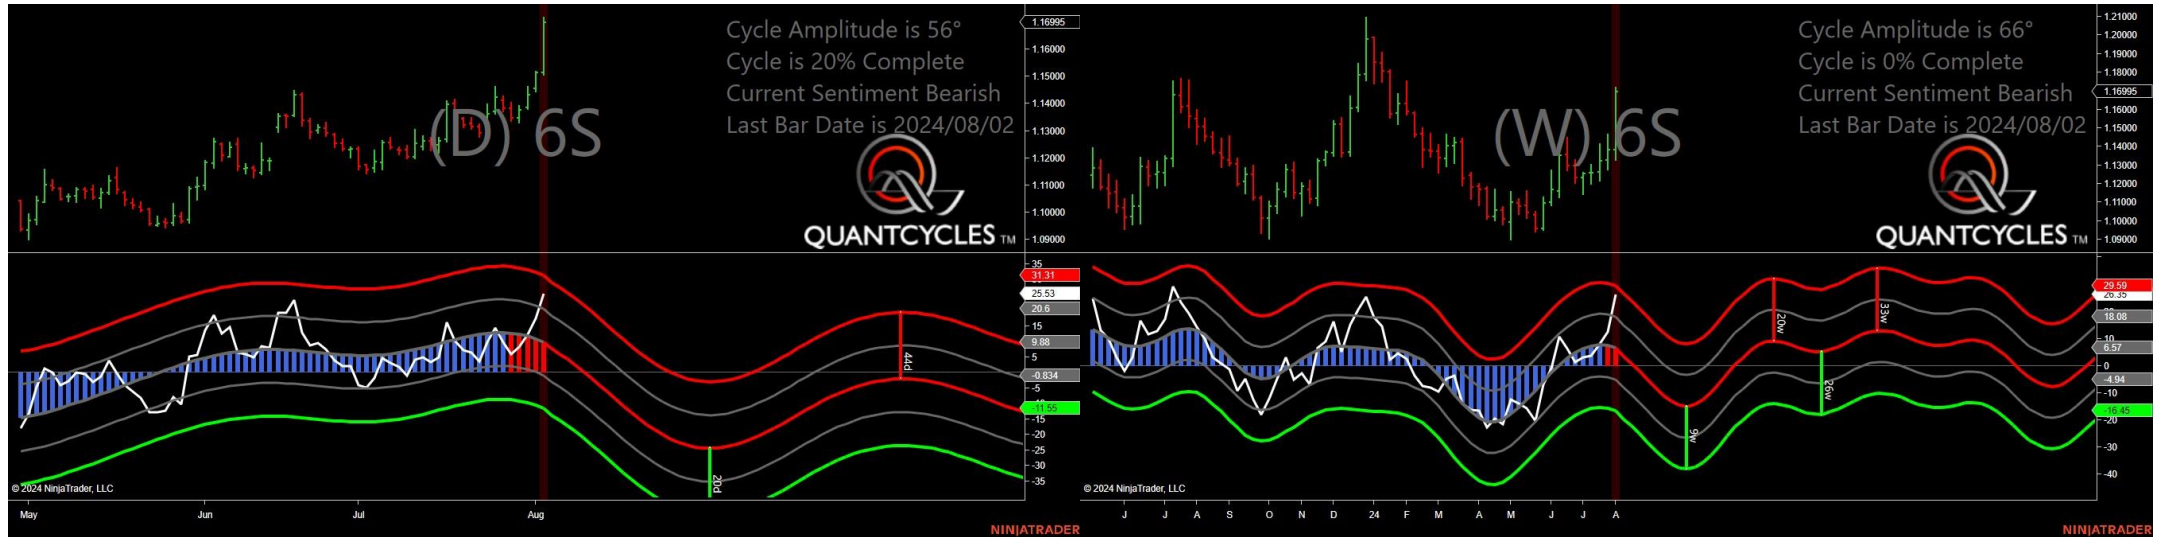 Cycle Amplitude is 56°
Cycle is 20% Complete
Current Sentiment Bearish
Last Bar Date is 2024/08/02
(D) 6S
QUANTCYCLES TM
1.16995
1.16000
1.15000
1.14000
1.13000
1.12000
1.11000
1.10000
1.09000
35
31.31
25.53
20.6
15
9.88
5
-0.834
-5
-11.55
-15
-20
-25
-30
-35
44d
20d
© 2024 NinjaTrader, LLC
May Jun Jul Aug
NINJATRADER
Cycle Amplitude is 66°
Cycle is 0% Complete
Current Sentiment Bearish
Last Bar Date is 2024/08/02
(W) 6S
QUANTCYCLES TM
1.21000
1.20000
1.19000
1.18000
1.16995
1.16000
1.15000
1.14000
1.13000
1.12000
1.11000
1.10000
1.09000
29.59
26.35
18.08
10
6.57
0
-4.94
-10
-16.45
-20
-30
-40
20w
33w
26w
9w
© 2024 NinjaTrader, LLC
J J A S O N D 24 F M A M J J A
NINJATRADER